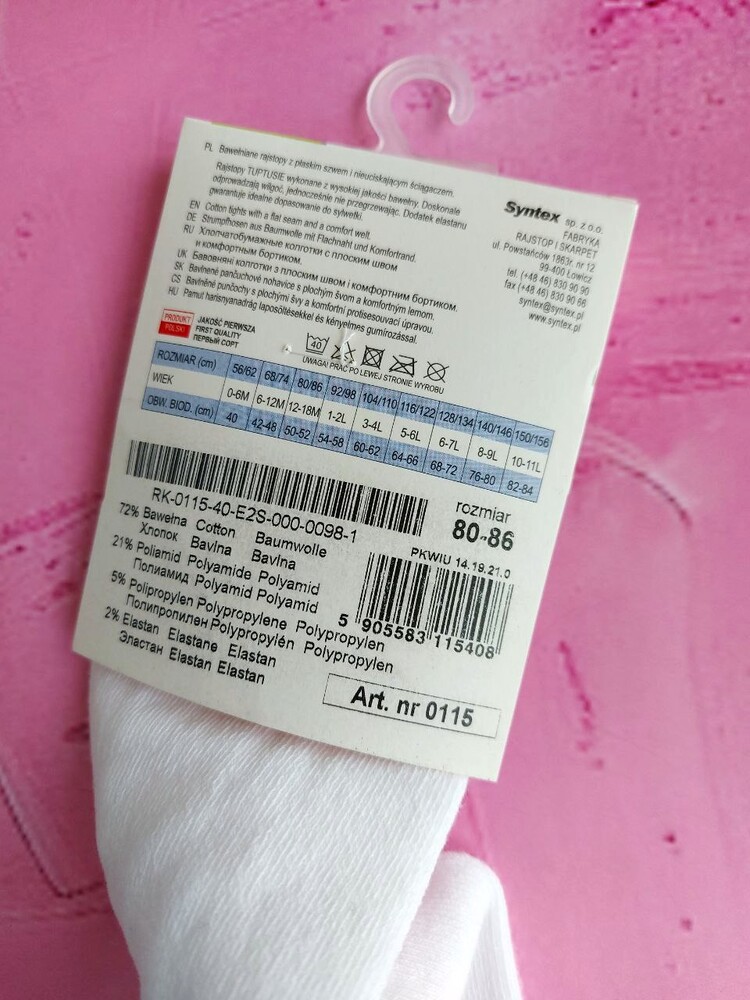 PL Bawełniane rajstopy z płaskim szwem i nieuciskającym ściągaczem.
Rajstopy TUPTUSIE wykonane z wysokiej jakości bawełny. Doskonale
odprowadzają wilgoć, jednocześnie nie przegrzewając. Dodatek elastanu
gwarantuje idealne dopasowanie do sylwetki.
EN Cotton tights with a flat seam and a comfort welt.
DE Strumpfhosen aus Baumwolle mit Flachnaht und Komfortrand.
RU Хлопчатобумажные колготки с плоским швом
и комфортным бортиком.
UK Бавовняні колготки з плоским швом і комфортним бортиком.
SK Bavlnené pančuchové nohavice s plochým švom a komfortným lemom.
CS Bavlněné punčochy s plochými švy a komfortní protisesouvací úpravou.
HU Pamut harisnyanadrág laposöltésekkel és kényelmes gumírozással.
Syntex sp. z o.o.
FABRYKA
RAJSTOP I SKARPET
ul. Powstańców 1863r. nr 12
99-400 Łowicz
tel. (+48 46) 830 90 90
fax (+48 46) 830 90 66
syntex@syntex.pl
www.syntex.pl
PRODUKT
POLSKI
JAKOŚĆ PIERWSZA
FIRST QUALITY
ПЕРВЫЙ СОРТ
40
UWAGA! PRAĆ PO LEWEJ STRONIE WYROBU
ROZMIAR (cm) 56/62 68/74 80/86 92/98 104/110 116/122 128/134 140/146 150/156
WIEK 0-6M 6-12M 12-18M 1-2L 3-4L 5-6L 6-7L 8-9L 10-11L
OBW. BIOD. (cm) 40 42-48 50-52 54-58 60-62 64-66 68-72 76-80 82-84
RK-0115-40-E2S-000-0098-1
rozmiar
80-86
PKWIU 14.19.21.0
72% Bawełna Cotton Baumwolle
Хлопок Bavlna Bavlna
21% Poliamid Polyamide Polyamid
Полиамид Polyamid Polyamid
5% Polipropylen Polypropylene Polypropylen
Полипропилен Polypropylén Polypropylen
2% Elastan Elastane Elastan
Эластан Elastan Elastan
5 905583 115408
Art. nr 0115